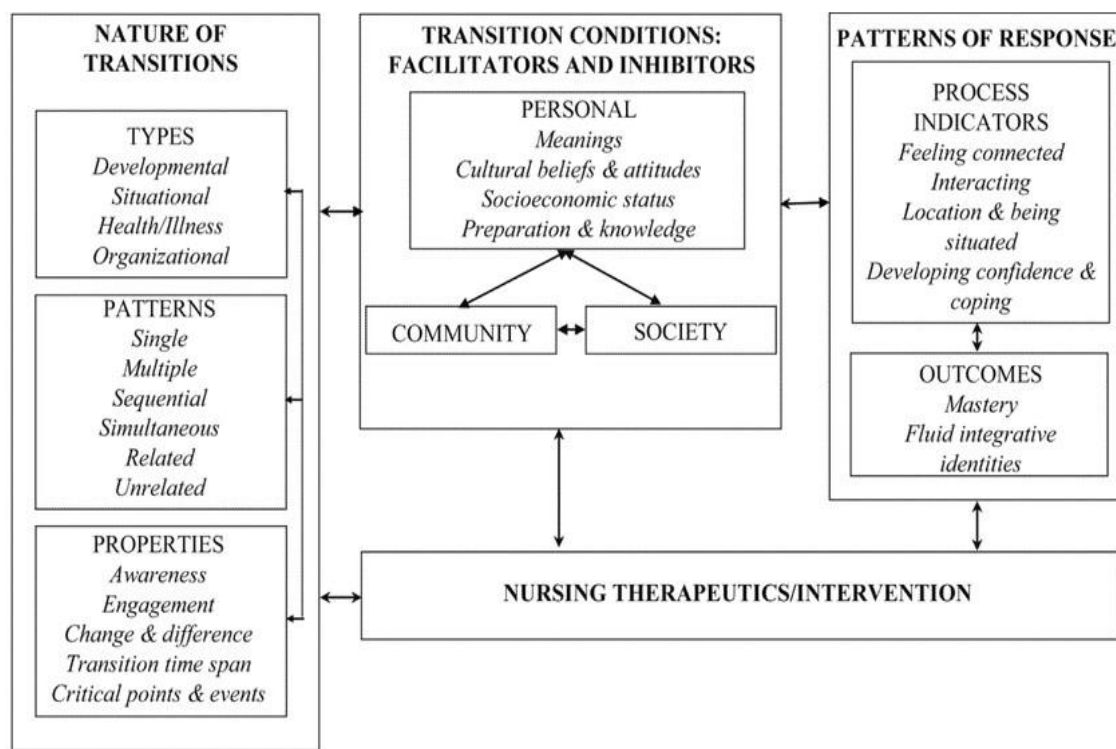 NATURE OF
TRANSITIONS
TYPES
Developmental
Situational
Health/Illness
Organizational
PATTERNS
Single
Multiple
Sequential
Simultaneous
Related
Unrelated
PROPERTIES
Awareness
Engagement
Change & difference
Transition time span
Critical points & events
TRANSITION CONDITIONS:
FACILITATORS AND INHIBITORS
PERSONAL
Meanings
Cultural beliefs & attitudes
Socioeconomic status
Preparation & knowledge
COMMUNITY
SOCIETY
PATTERNS OF RESPONSE
PROCESS
INDICATORS
Feeling connected
Interacting
Location & being
situated
Developing confidence &
coping
OUTCOMES
Mastery
Fluid integrative
identities
NURSING THERAPEUTICS/INTERVENTION